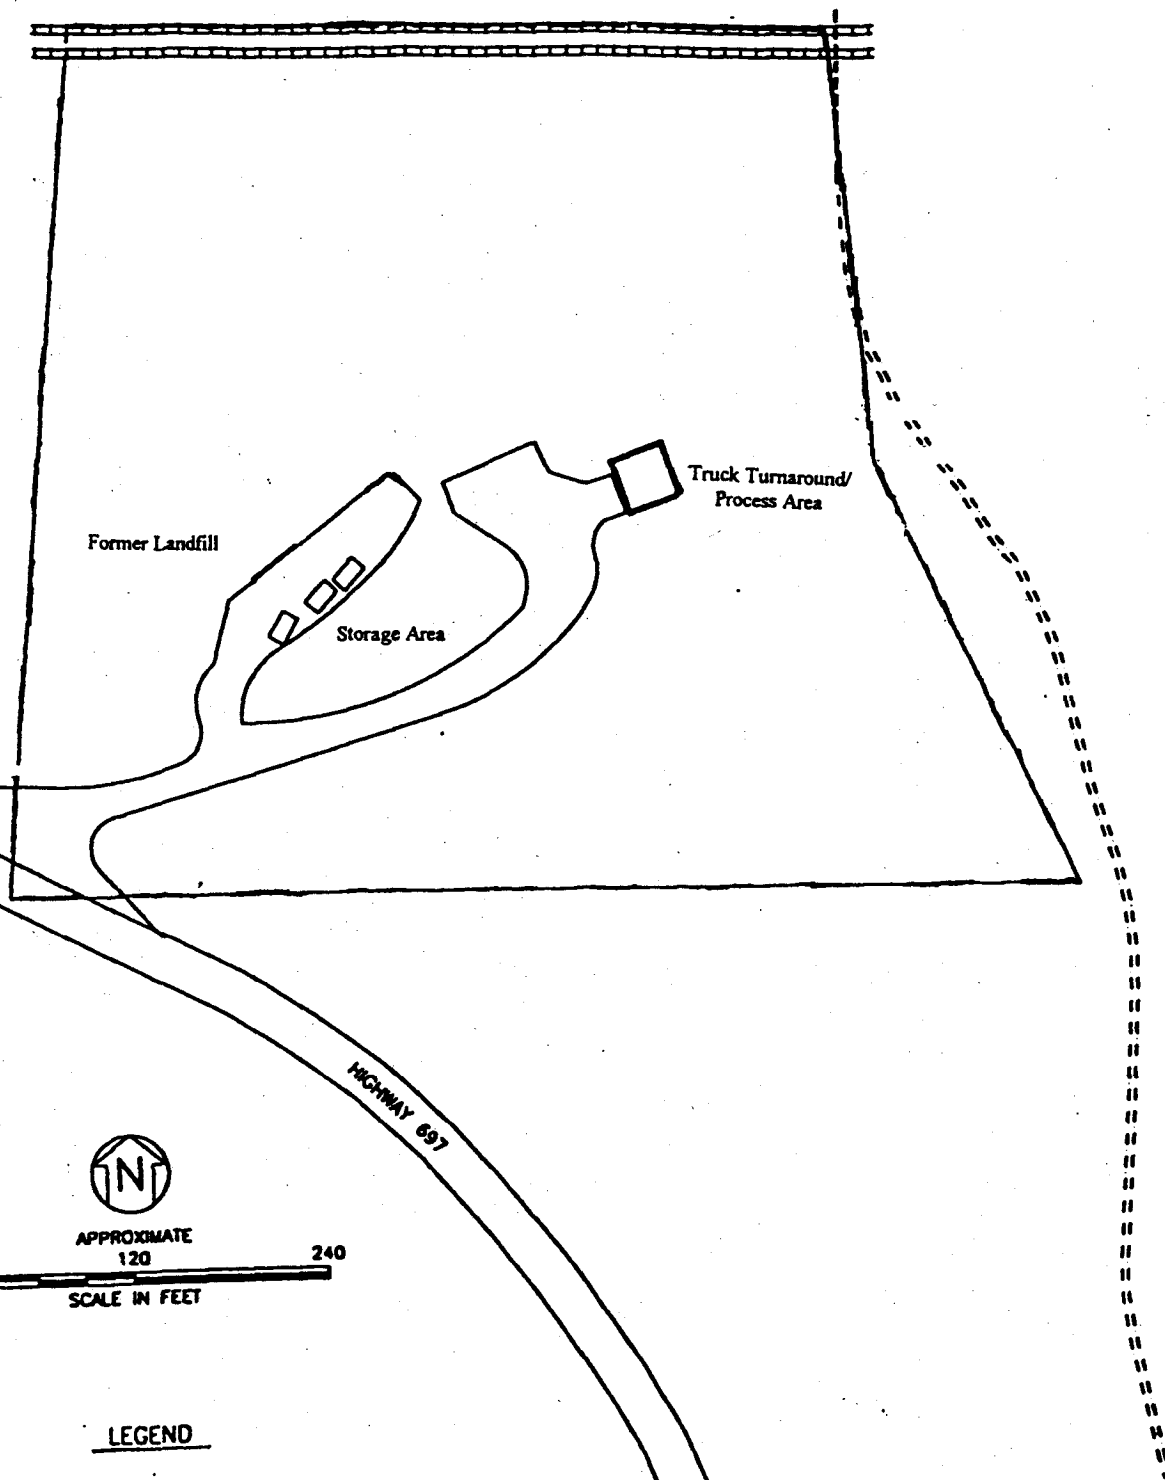 Truck Turnaround/
Process Area
Former Landfill
Storage Area
HIGHWAY 697
N
APPROXIMATE
120 240
SCALE IN FEET
LEGEND